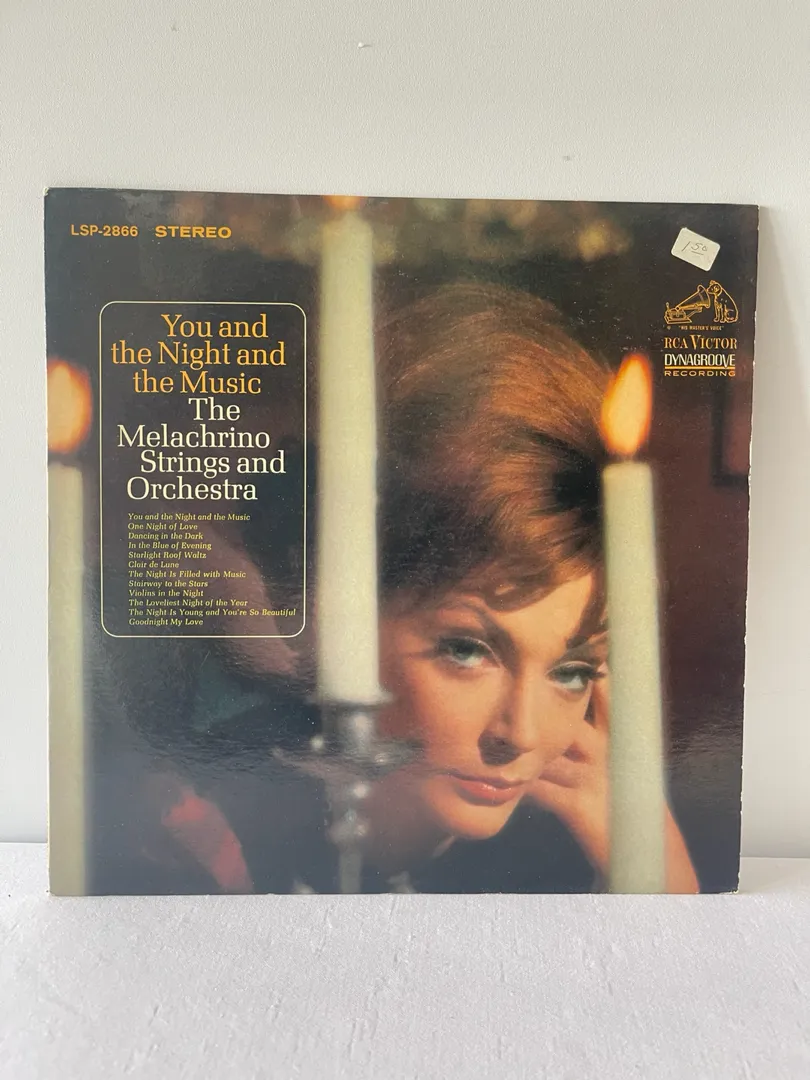 LSP-2866 STEREO
1.50
"HIS MASTER'S VOICE"
RCA VICTOR
DYNAGROOVE
RECORDING
You and
the Night and
the Music
The
Melachrino
Strings and
Orchestra
You and the Night and the Music
One Night of Love
Dancing in the Dark
In the Blue of Evening
Starlight Roof Waltz
Clair de Lune
The Night Is Filled with Music
Stairway to the Stars
Violins in the Night
The Loveliest Night of the Year
The Night Is Young and You're So Beautiful
Goodnight My Love